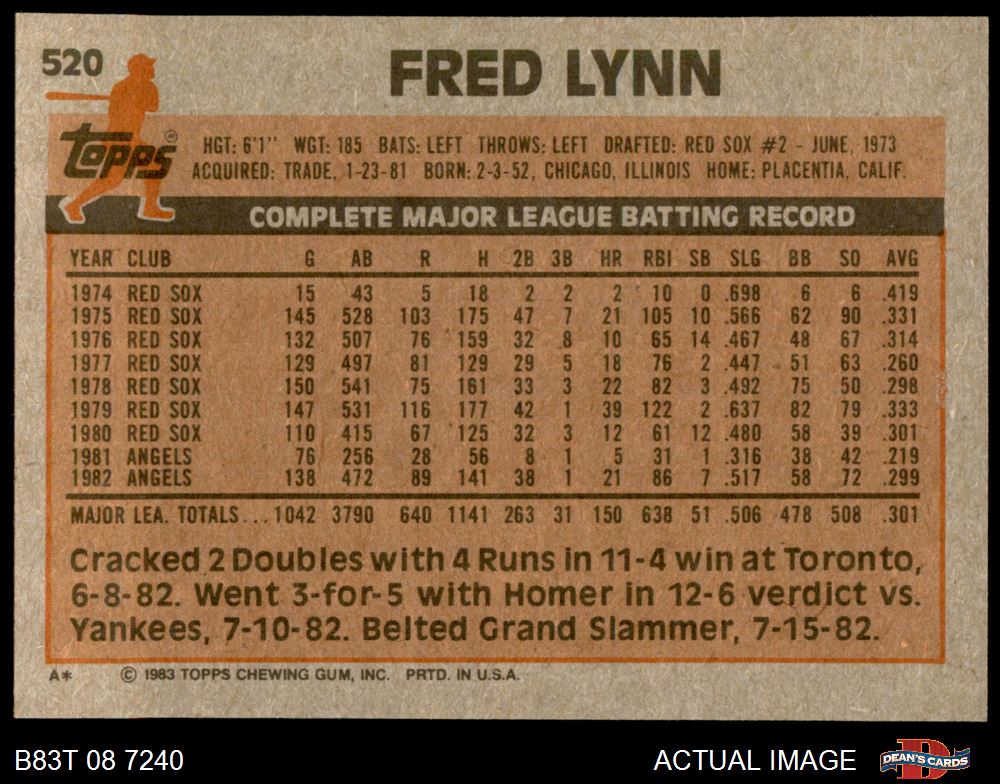 520
FRED LYNN
topps®
HGT: 6'1'' WGT: 185 BATS: LEFT THROWS: LEFT DRAFTED: RED SOX #2 - JUNE, 1973
ACQUIRED: TRADE, 1-23-81 BORN: 2-3-52, CHICAGO, ILLINOIS HOME: PLACENTIA, CALIF.
COMPLETE MAJOR LEAGUE BATTING RECORD
YEAR CLUB G AB R H 2B 3B HR RBI SB SLG BB SO AVG
1974 RED SOX 15 43 5 18 2 2 2 10 0 .698 6 6 .419
1975 RED SOX 145 528 103 175 47 7 21 105 10 .566 62 90 .331
1976 RED SOX 132 507 76 159 32 8 10 65 14 .467 48 67 .314
1977 RED SOX 129 497 81 129 29 5 18 76 2 .447 51 63 .260
1978 RED SOX 150 541 75 161 33 3 22 82 3 .492 75 50 .298
1979 RED SOX 147 531 116 177 42 1 39 122 2 .637 82 79 .333
1980 RED SOX 110 415 67 125 32 3 12 61 12 .480 58 39 .301
1981 ANGELS 76 256 28 56 8 1 5 31 1 .316 38 42 .219
1982 ANGELS 138 472 89 141 38 1 21 86 7 .517 58 72 .299
MAJOR LEA. TOTALS... 1042 3790 640 1141 263 31 150 638 51 .506 478 508 .301
Cracked 2 Doubles with 4 Runs in 11-4 win at Toronto,
6-8-82. Went 3-for-5 with Homer in 12-6 verdict vs.
Yankees, 7-10-82. Belted Grand Slammer, 7-15-82.
A* © 1983 TOPPS CHEWING GUM, INC. PRTD. IN U.S.A.
B83T 08 7240 ACTUAL IMAGE DEAN'S CARDS